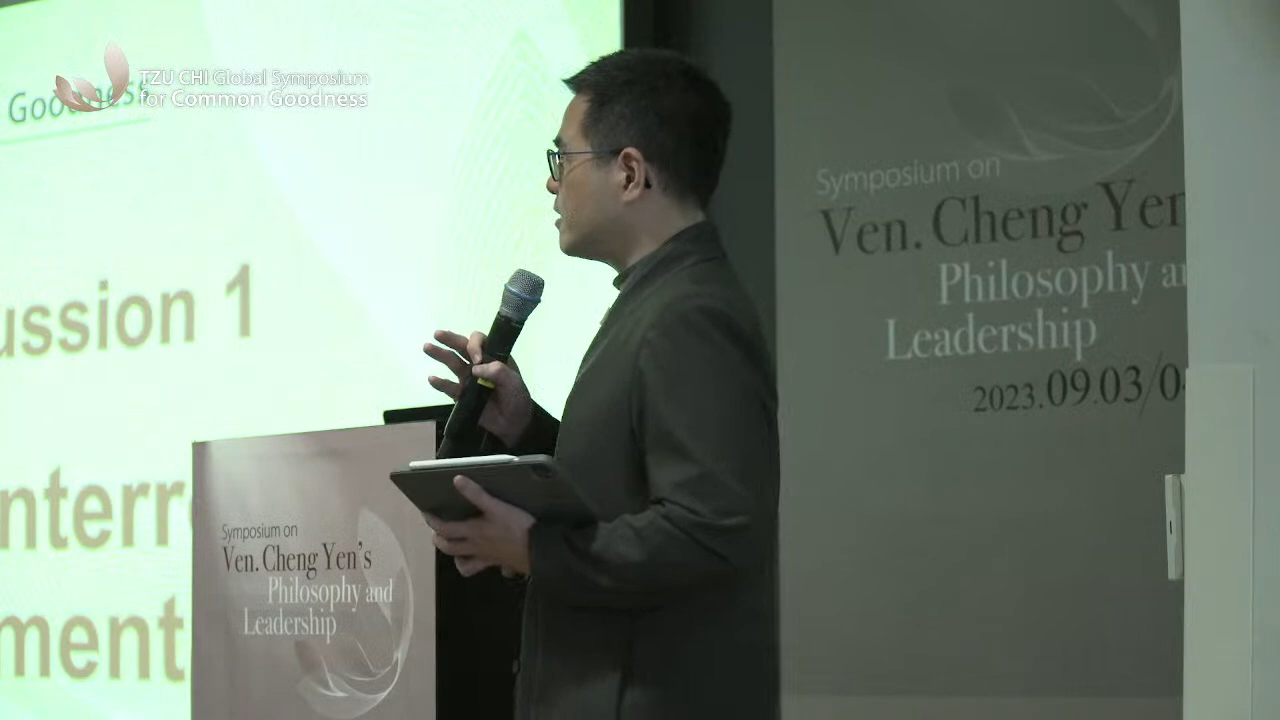 TZU CHI Global Symposium
for Common Goodness
Goodness
ussion 1
nterr
ment
Symposium on
Ven. Cheng Yen's
Philosophy and
Leadership
Symposium on
Ven. Cheng Yen
Philosophy a
Leadership
2023.09.03/0